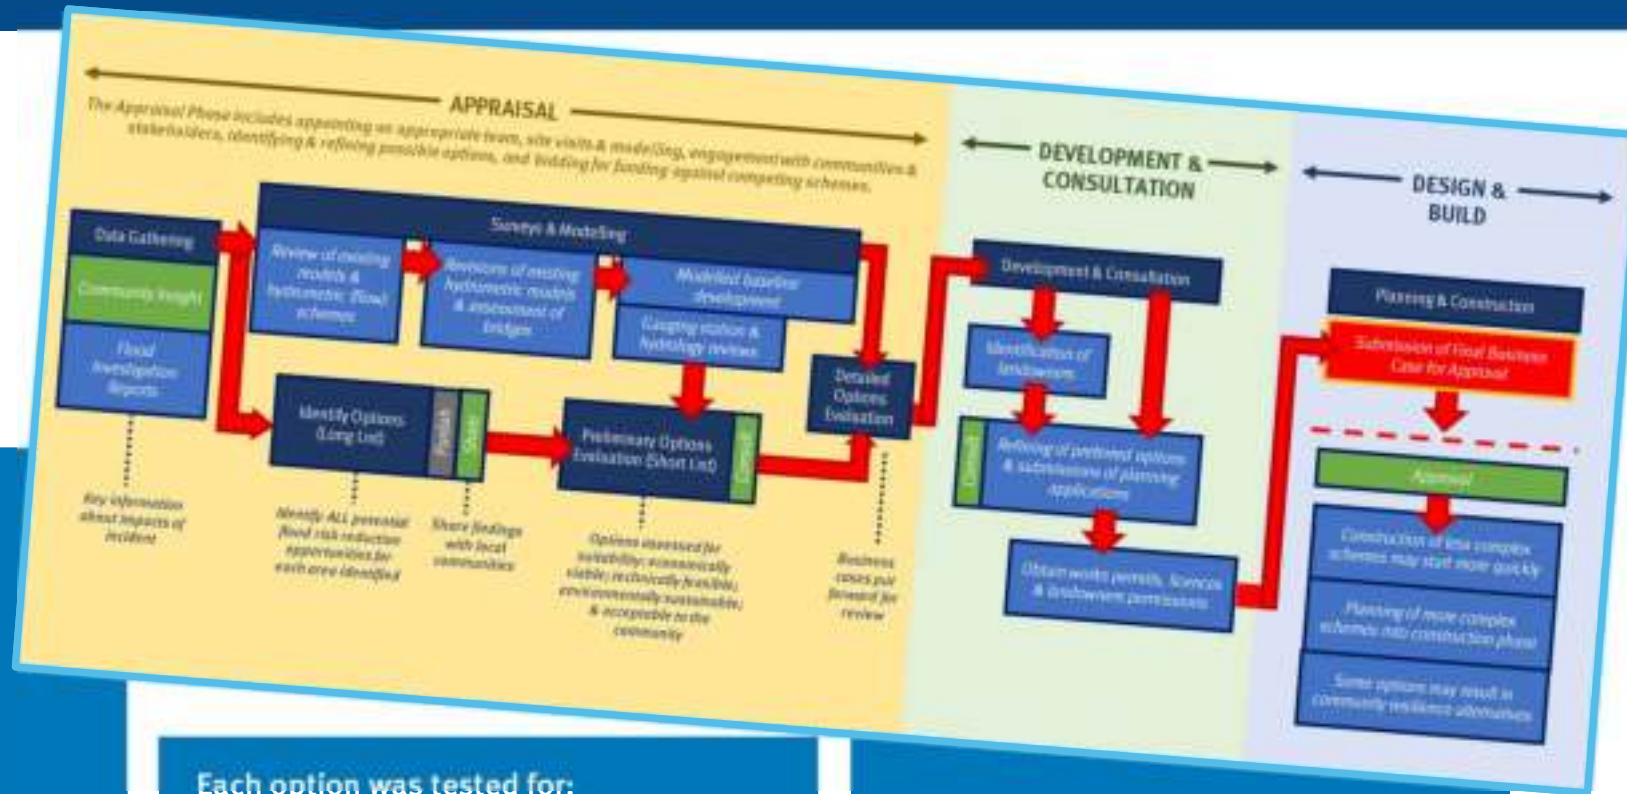 APPRAISAL
The Appraisal Phase includes appointing an appropriate team, site visits & modelling, engagement with communities &
stakeholders, identifying & refining possible options, and bidding for funding against competing schemes.
DEVELOPMENT &
CONSULTATION
DESIGN &
BUILD
Data Gathering
Community Insight
Flood
Investigation
Reports
Key information
about impacts of
incident
Surveys & Modelling
Review of existing
models &
hydrometric (flow)
schemes
Revisions of existing
hydrometric models
& assessment of
bridges
Modelled baseline
development
Gauging station &
hydrology reviews
Identify Options
(Long List)
Publish
Share
Identify ALL potential
flood risk reduction
opportunities for
each area identified
Share findings
with local
communities
Preliminary Options
Evaluation (Short List)
Consult
Options assessed for
suitability; economically
viable; technically feasible;
environmentally sustainable;
& acceptable to the
community
Detailed
Options
Evaluation
Business
cases put
forward for
review
Development & Consultation
Identification of
landowners
Consult
Refining of preferred options
& submissions of planning
applications
Obtain works permits, licences
& landowners permissions
Planning & Construction
Submission of Final Business
Case for Approval
Approval
Construction of less complex
schemes may start more quickly
Planning of more complex
schemes into construction phase
Some options may result in
community resilience alternatives
Each option was tested for: